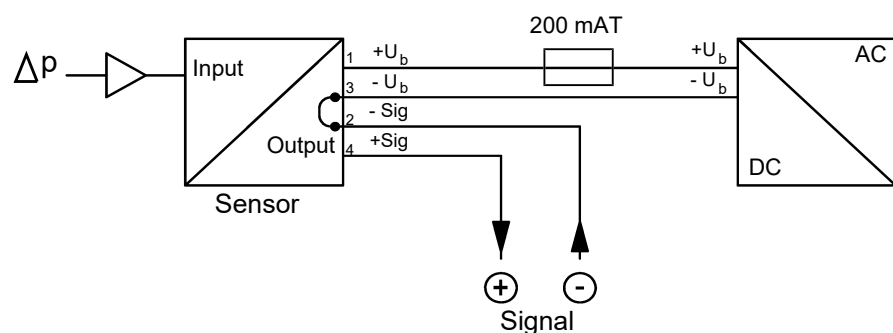 200 mAT
Δp
Input
1 +U_b
+U_b
AC
3 - U_b
- U_b
2 - Sig
Output
4 +Sig
DC
Sensor
+ -
Signal